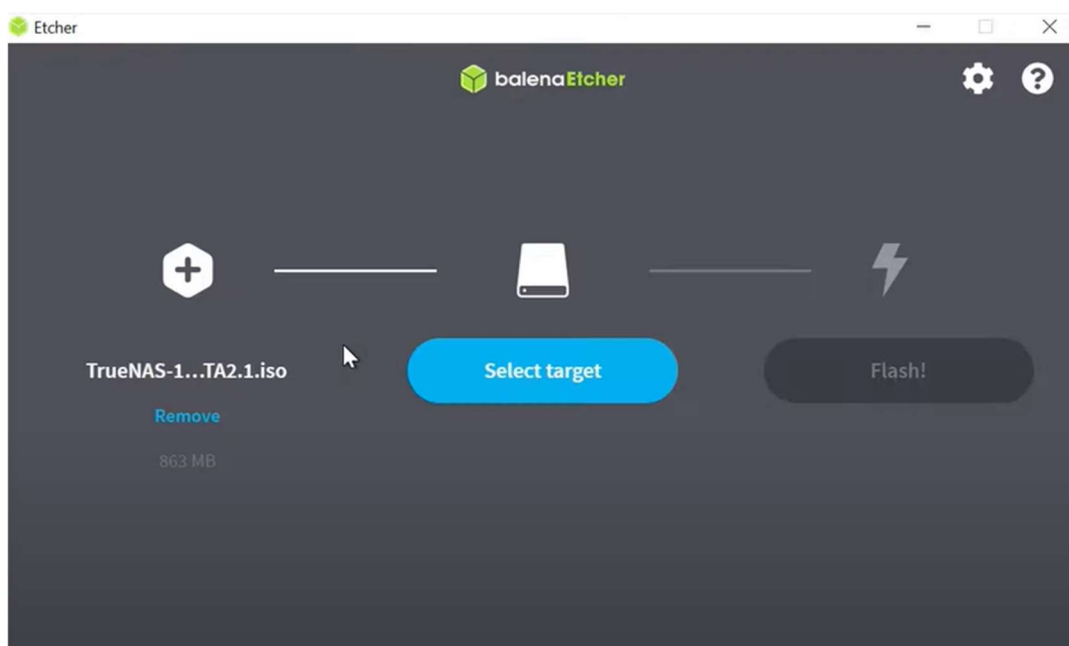 Etcher
balenaEtcher
TrueNAS-1...TA2.1.iso
Select target
Flash!
Remove
863 MB